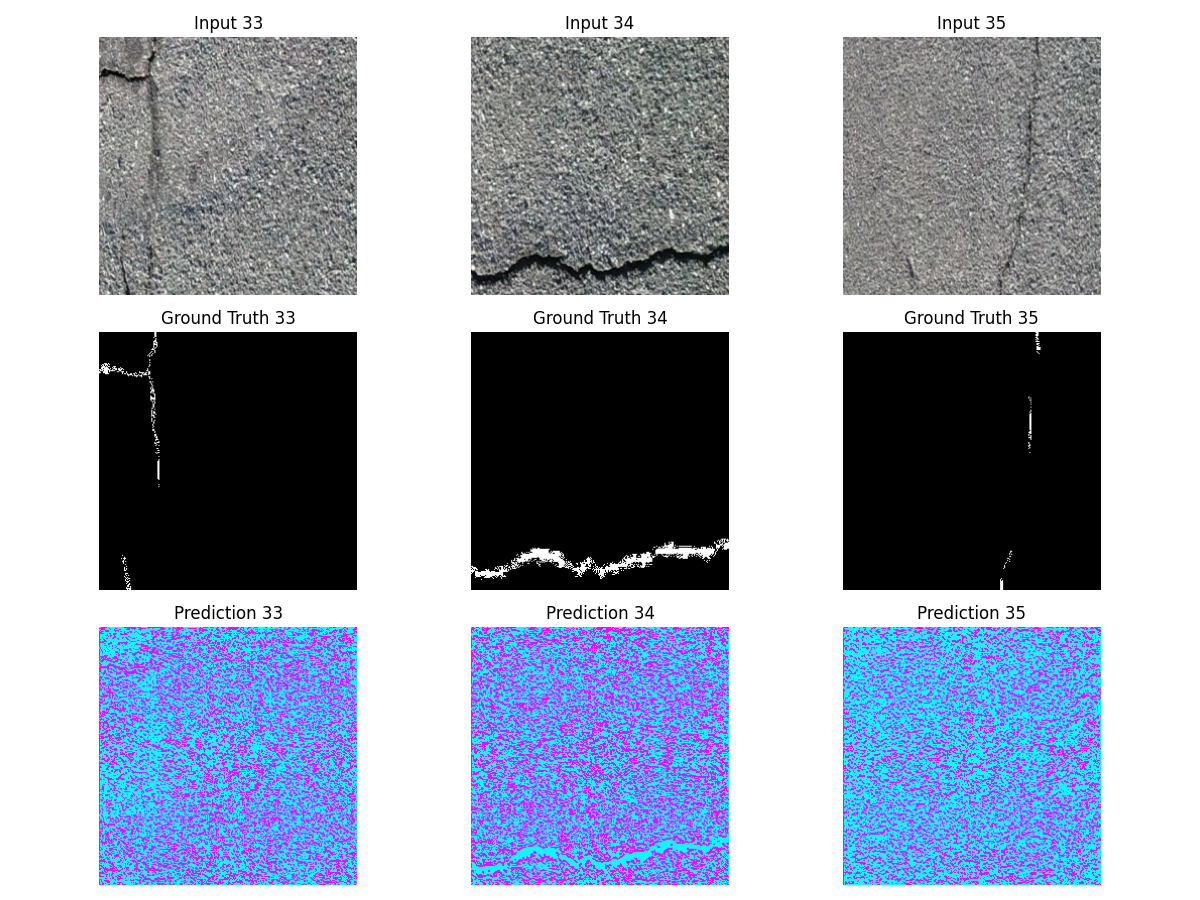 Input 33
Input 34
Input 35
Ground Truth 33
Ground Truth 34
Ground Truth 35
Prediction 33
Prediction 34
Prediction 35